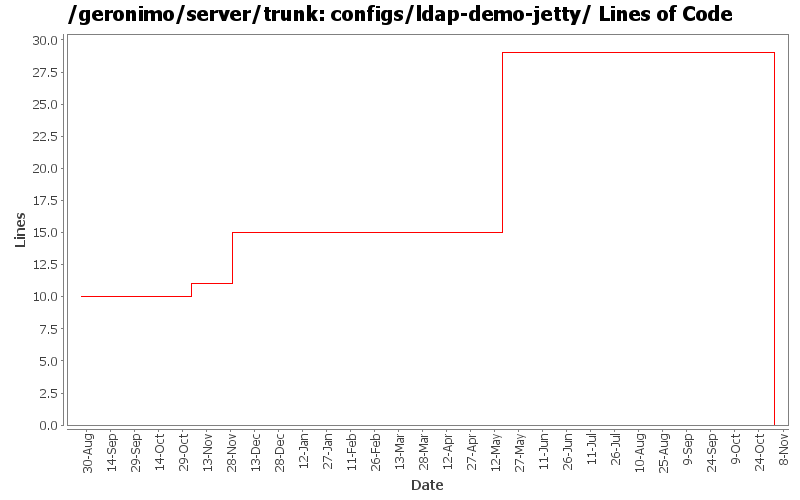 /geronimo/server/trunk: configs/ldap-demo-jetty/ Lines of Code
30.0
27.5
25.0
22.5
20.0
17.5
15.0
12.5
10.0
7.5
5.0
2.5
0.0
Lines
30-Aug
14-Sep
29-Sep
14-Oct
29-Oct
13-Nov
28-Nov
13-Dec
28-Dec
12-Jan
27-Jan
11-Feb
26-Feb
13-Mar
28-Mar
12-Apr
27-Apr
12-May
27-May
11-Jun
26-Jun
11-Jul
26-Jul
10-Aug
25-Aug
9-Sep
24-Sep
9-Oct
24-Oct
8-Nov
Date